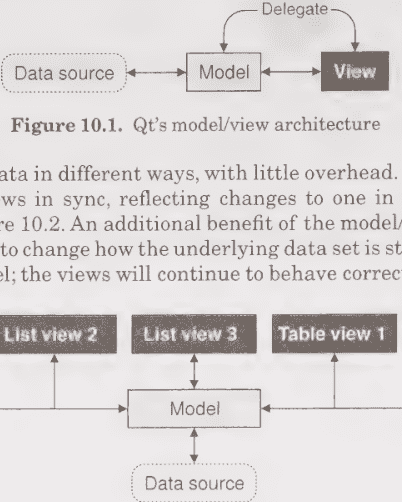 Delegate
Data source
Model
View
Figure 10.1. Qt's model/view architecture
ata in different ways, with little overhead.
ws in sync, reflecting changes to one in
re 10.2. An additional benefit of the model/
to change how the underlying data set is st
el; the views will continue to behave correc
List view 2
List view 3
Table view 1
Model
Data source